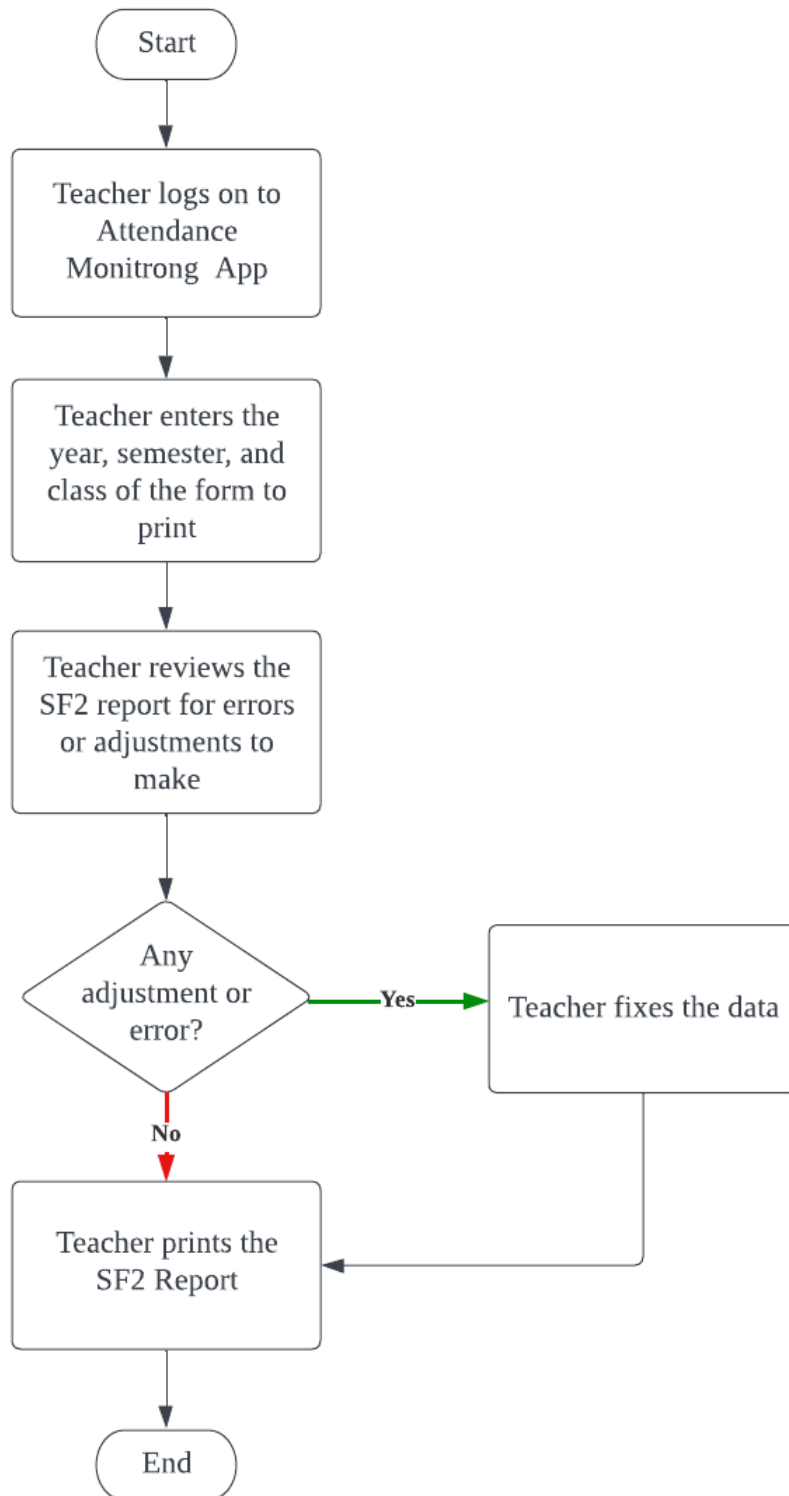 Start
Teacher logs on to
Attendance
Monitrong  App
Teacher enters the
year, semester, and
class of the form to
print
Teacher reviews the
SF2 report for errors
or adjustments to
make
Any
adjustment or
error?
Yes
Teacher fixes the data
No
Teacher prints the
SF2 Report
End